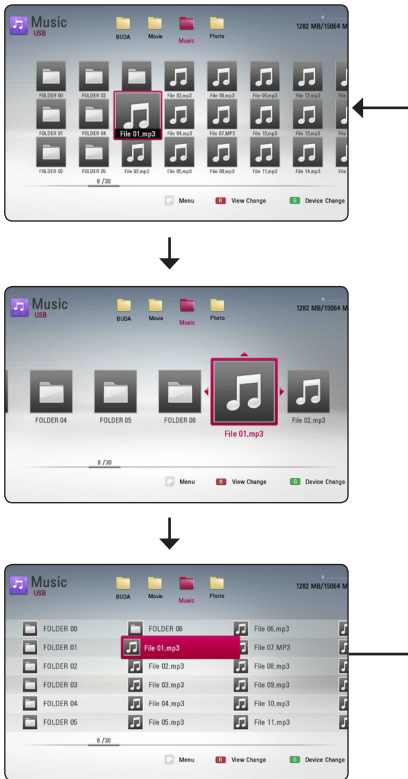 Music
USB
BUDA Movie Music Photo
1282 MB/15064 M
FOLDER 00 FOLDER 03 File 03.mp3 File 06.mp3 File 09.mp3 File 12.mp3 File
FOLDER 01 FOLDER 04 File 01.mp3 File 04.mp3 File 07.MP3 File 10.mp3 File 13.mp3 File
FOLDER 02 FOLDER 05 File 02.mp3 File 05.mp3 File 08.mp3 File 11.mp3 File 14.mp3 File
8 /30
Menu R View Change G Device Change
Music
USB
BUDA Movie Music Photo
1282 MB/15064 M
FOLDER 04 FOLDER 05 FOLDER 06 File 01.mp3 File 02.mp3
8 /30
Menu R View Change G Device Change
Music
USB
BUDA Movie Music Photo
1282 MB/15064 M
FOLDER 00 FOLDER 06 File 06.mp3
FOLDER 01 File 01.mp3 File 07.MP3
FOLDER 02 File 02.mp3 File 08.mp3
FOLDER 03 File 03.mp3 File 09.mp3
FOLDER 04 File 04.mp3 File 10.mp3
FOLDER 05 File 05.mp3 File 11.mp3
8 /30
Menu R View Change G Device Change